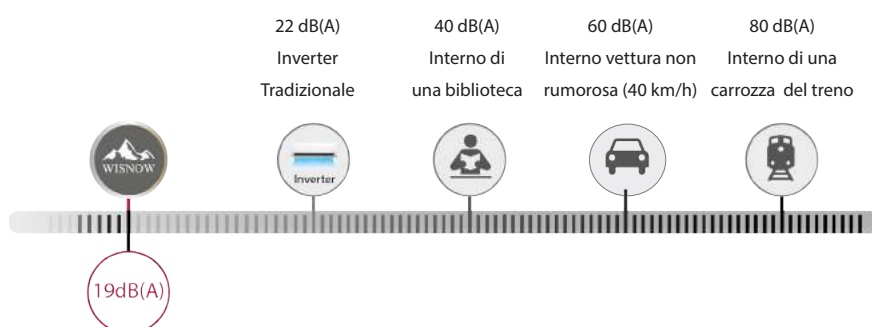 22 dB(A)
Inverter
Tradizionale
40 dB(A)
Interno di
una biblioteca
60 dB(A)
Interno vettura non
rumorosa (40 km/h)
80 dB(A)
Interno di una
carrozza del treno
WISNOW
Inverter
19dB(A)